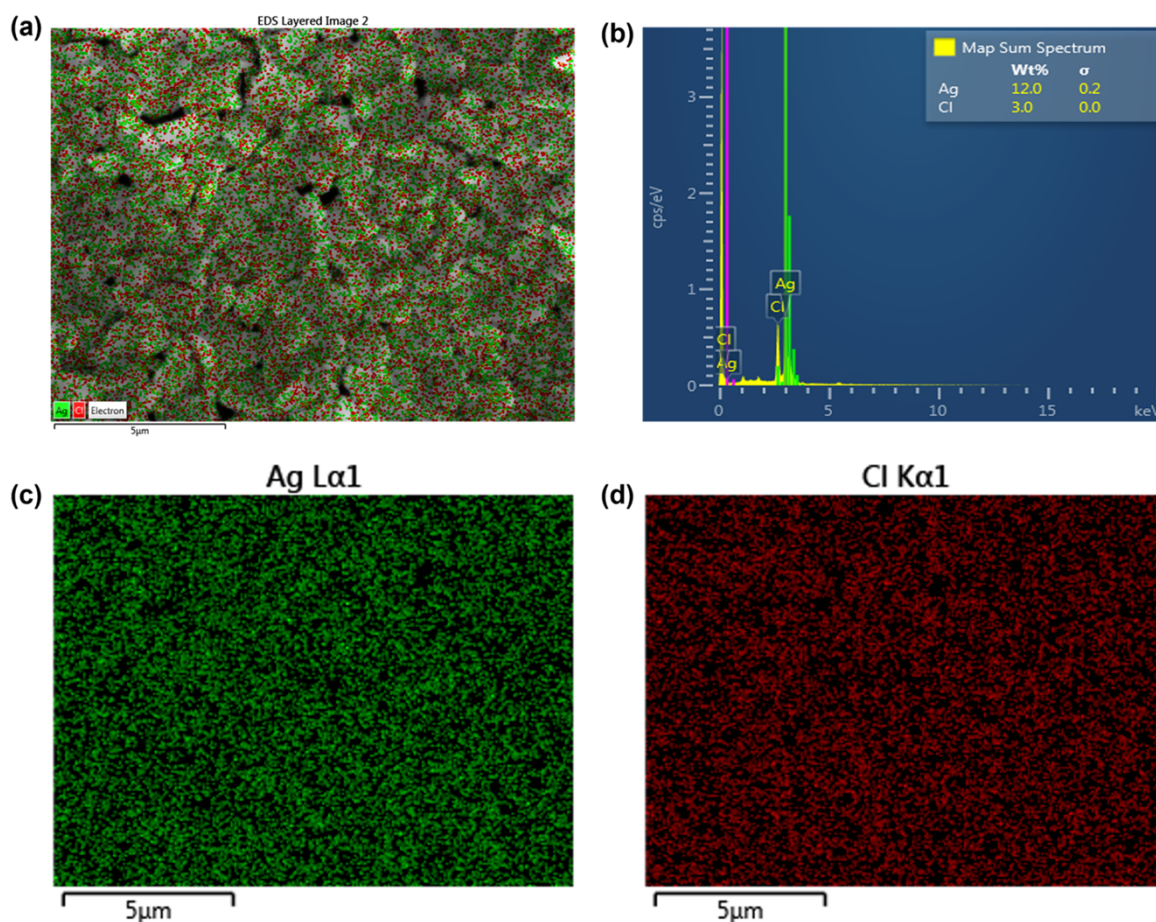 (a)
EDS Layered Image 2
Ag Cl Electron
5µm
(b)
Map Sum Spectrum
Wt% σ
Ag 12.0 0.2
Cl 3.0 0.0
cps/eV
3
2
1
0
Ag
Cl
Cl
Ag
0 5 10 15 keV
(c)
Ag Lα1
5µm
(d)
Cl Kα1
5µm